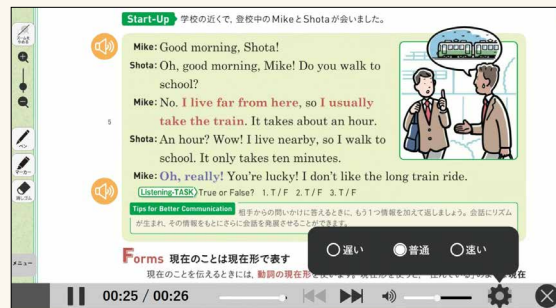 Start-Up 学校の近くで，登校中のMikeとShotaが会いました。
Mike: Good morning, Shota!
Shota: Oh, good morning, Mike! Do you walk to
school?
Mike: No. I live far from here, so I usually
5
take the train. It takes about an hour.
Shota: An hour? Wow! I live nearby, so I walk to
school. It only takes ten minutes.
Mike: Oh, really! You're lucky! I don't like the long train ride.
Listening-TASK True or False? 1. T / F 2. T / F 3. T / F
Tips for Better Communication 相手からの問いかけに答えるときに，もう1つ情報を加えて返しましょう。会話にリズム
が生まれ，その情報をもとにさらに会話を発展させることができます。
Forms 現在のことは現在形で表す
現在のことを伝えるときには，動詞の現在形
現在
ペン
マーカー
消しゴム
メニュー
遅い 普通 速い
00:25 / 00:26